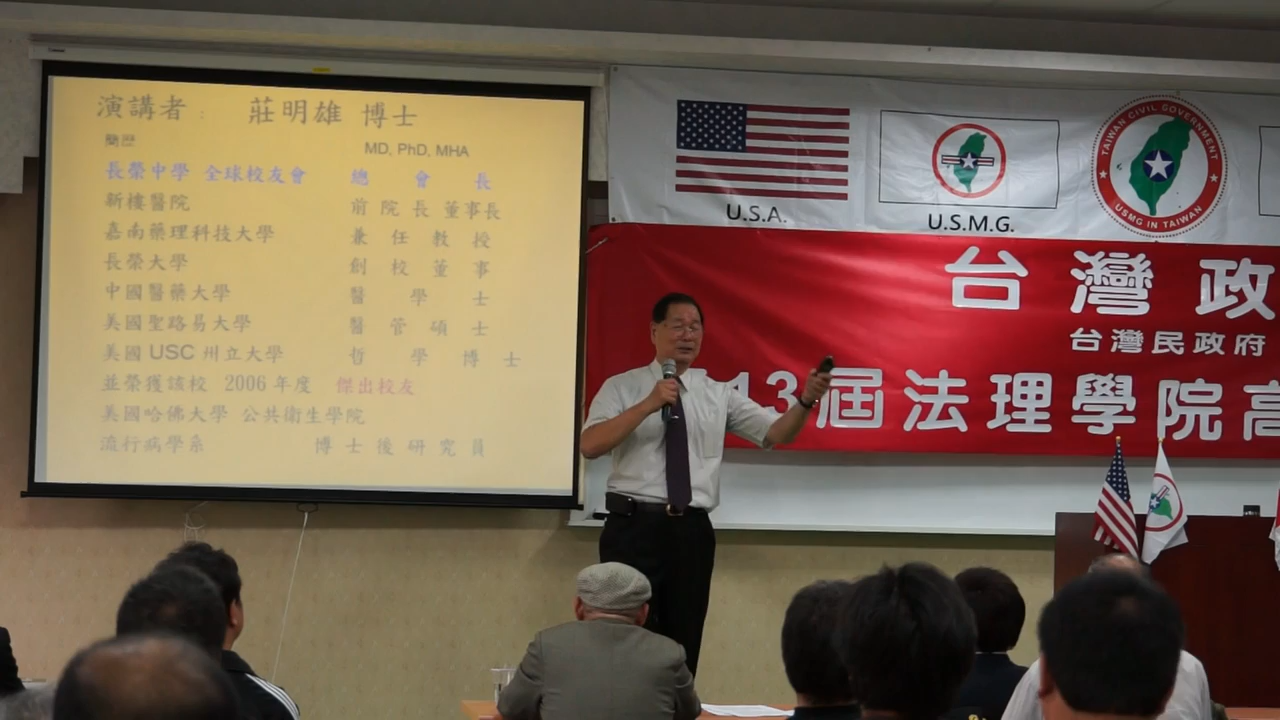 演講者： 莊明雄 博士
簡歷 MD, PhD, MHA
長榮中學 全球校友會 總會長
新樓醫院 前院長 董事長
嘉南藥理科技大學 兼任教授
長榮大學 創校董事
中國醫藥大學 醫學士
美國聖路易大學 醫管碩士
美國 USC 州立大學 哲學博士
並榮獲該校 2006 年度 傑出校友
美國哈佛大學 公共衛生學院
流行病學系 博士後研究員
U.S.A.
U.S.M.G.
TAIWAN CIVIL GOVERNMENT
USMG IN TAIWAN
台灣政
台灣民政府
13屆法理學院高